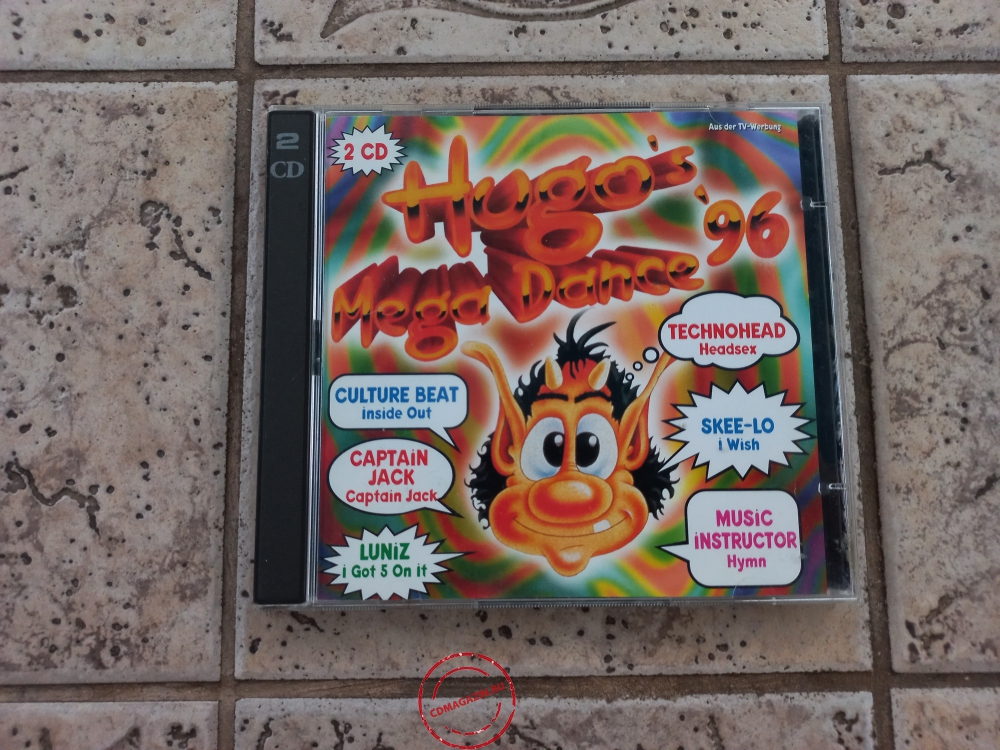 2
CD
2 CD
Aus der TV-Werbung
Hugo's
'96
Mega Dance
TECHNOHEAD
Headsex
CULTURE BEAT
inside Out
SKEE-LO
i Wish
CAPTAiN
JACK
Captain Jack
MUSiC
iNSTRUCTOR
Hymn
LUNiZ
i Got 5 On it